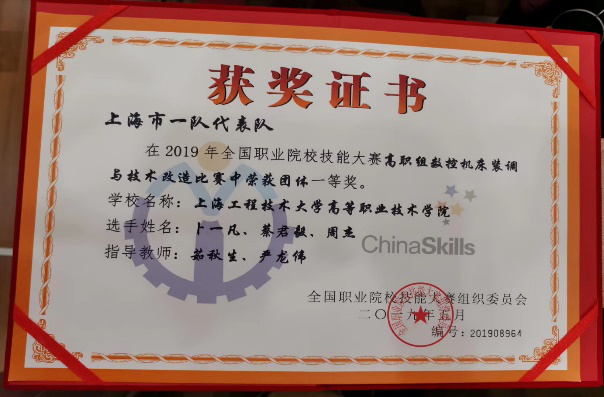 获奖证书
上海市一队代表队
在2019年全国职业院校技能大赛高职组数控机床装调
与技术改造比赛中荣获团体一等奖。
学校名称：上海工程技术大学高等职业技术学院
选手姓名：卜一凡、蔡君毅、周杰
指导教师：茹秋生、严龙伟
ChinaSkills
全国职业院校技能大赛组织委员会
二〇一九年五月
编号：201908964